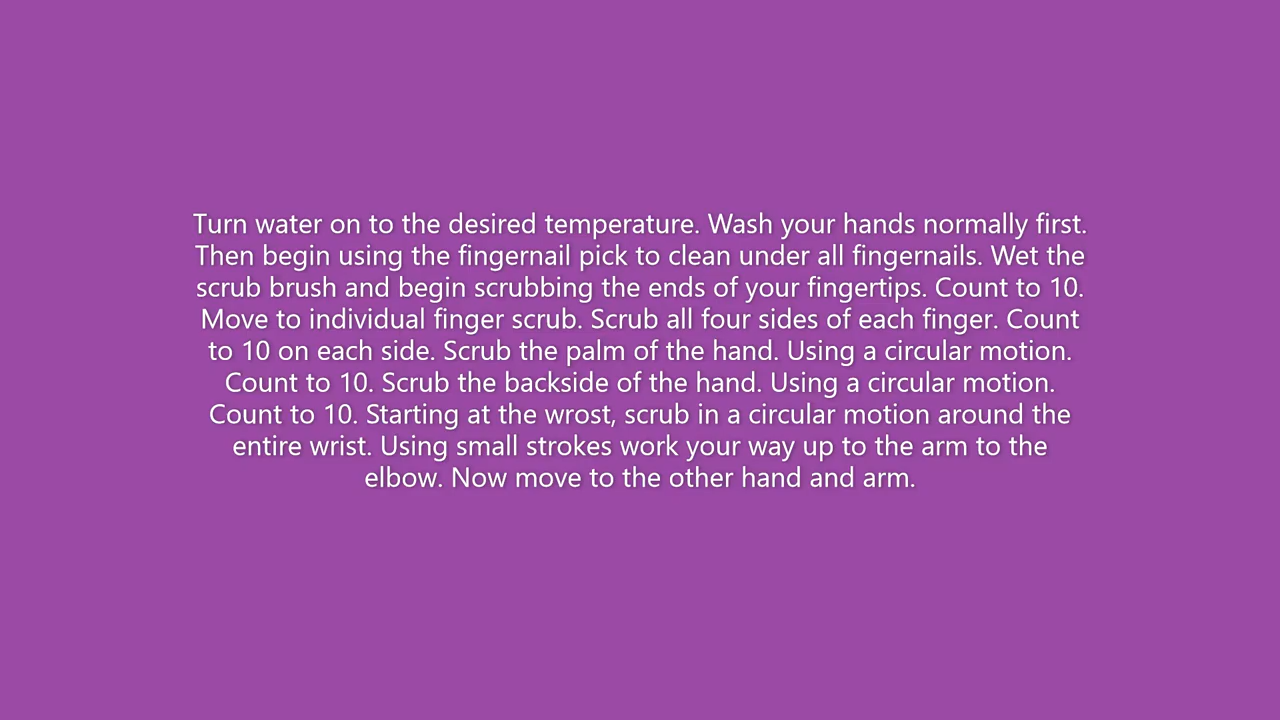 Turn water on to the desired temperature. Wash your hands normally first.
Then begin using the fingernail pick to clean under all fingernails. Wet the
scrub brush and begin scrubbing the ends of your fingertips. Count to 10.
Move to individual finger scrub. Scrub all four sides of each finger. Count
to 10 on each side. Scrub the palm of the hand. Using a circular motion.
Count to 10. Scrub the backside of the hand. Using a circular motion.
Count to 10. Starting at the wrost, scrub in a circular motion around the
entire wrist. Using small strokes work your way up to the arm to the
elbow. Now move to the other hand and arm.